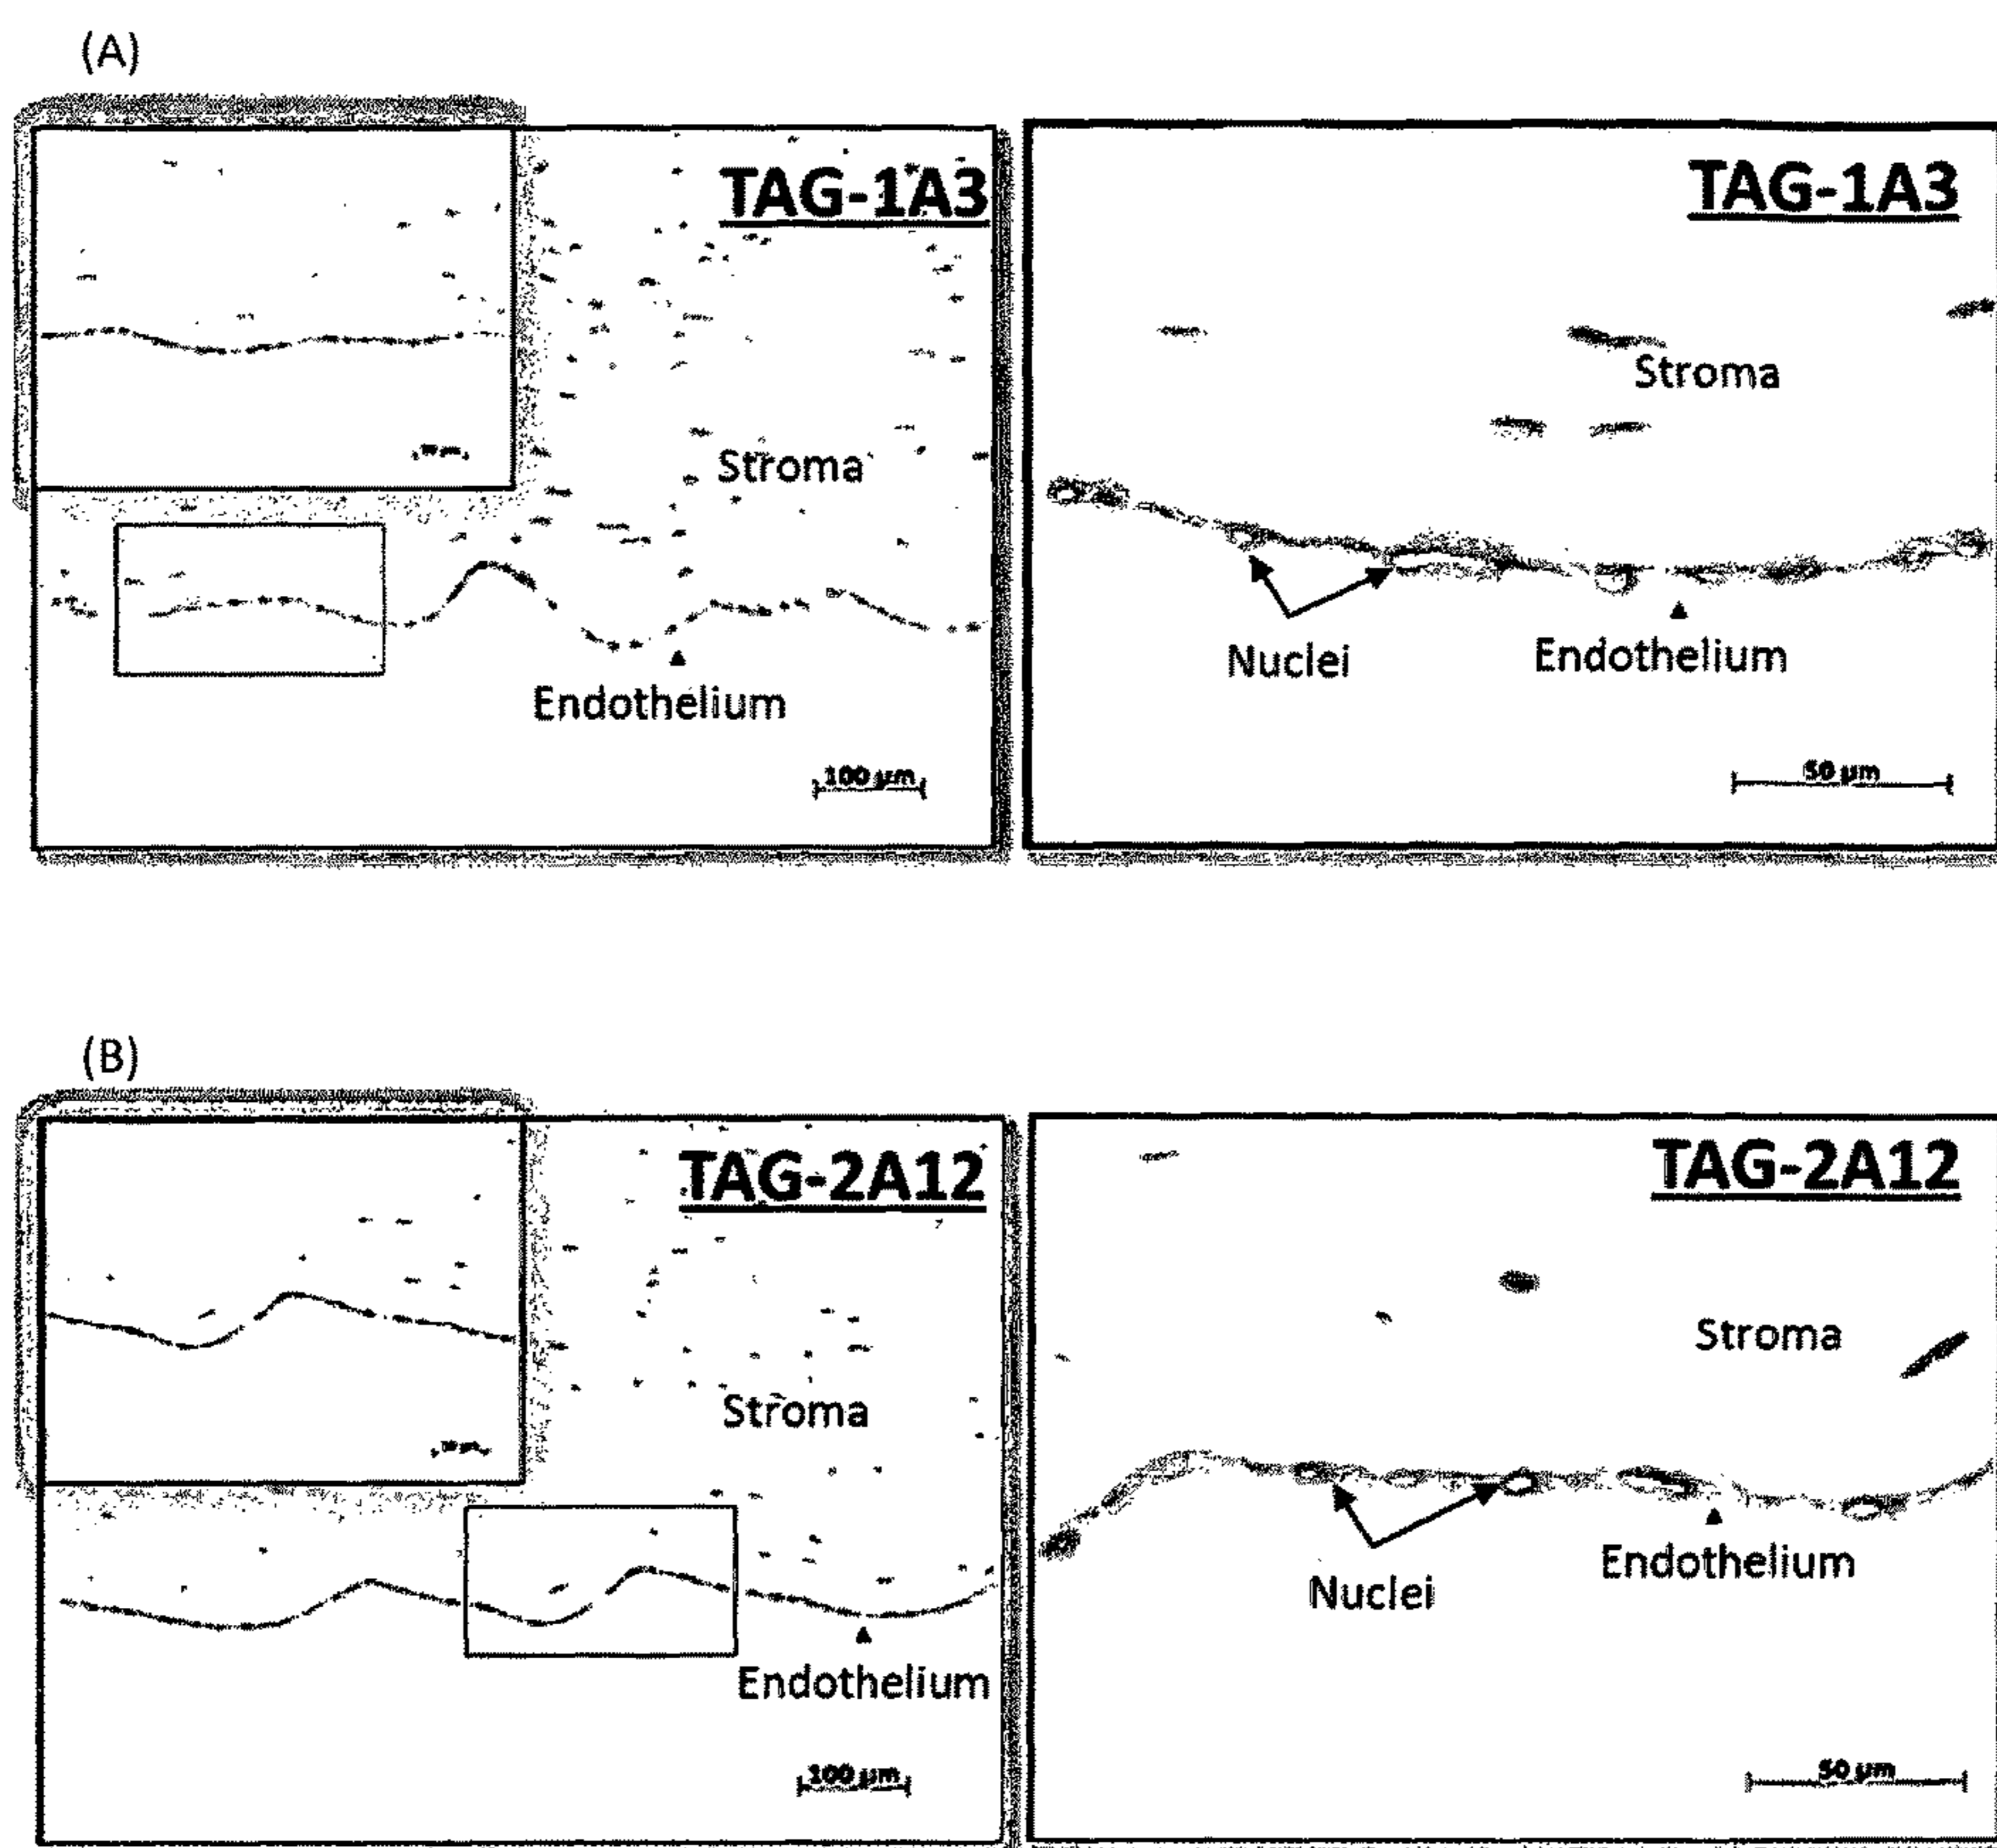 (A)
TAG-1A3
Stroma
Endothelium
100 µm
TAG-1A3
Stroma
Nuclei
Endothelium
50 µm
(B)
TAG-2A12
Stroma
Endothelium
100 µm
TAG-2A12
Stroma
Nuclei
Endothelium
50 µm